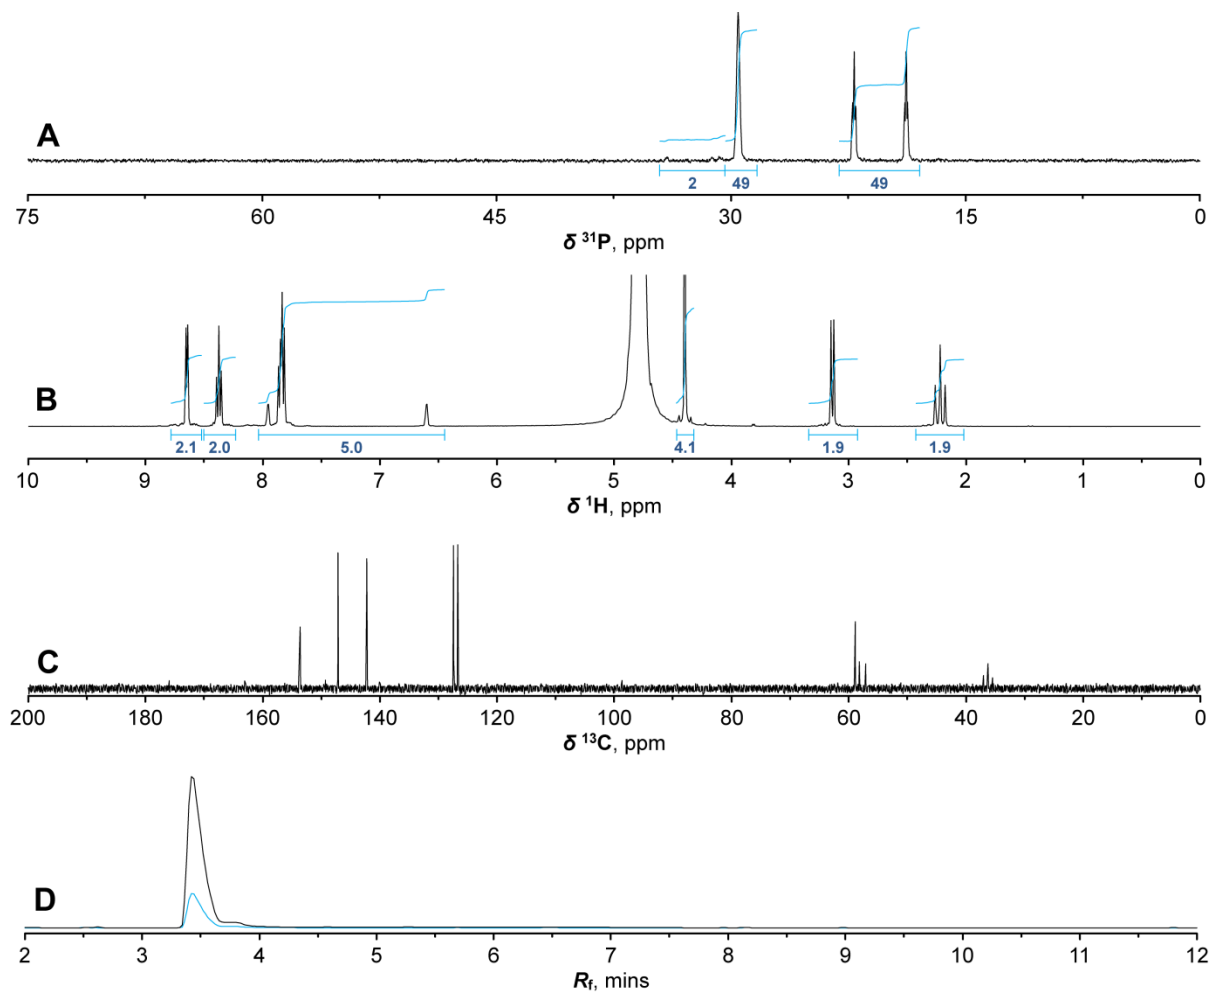 A
2 49 49
75 60 45 30 15 0
δ ³¹P, ppm
B
2.1 2.0 5.0 4.1 1.9 1.9
10 9 8 7 6 5 4 3 2 1 0
δ ¹H, ppm
C
200 180 160 140 120 100 80 60 40 20 0
δ ¹³C, ppm
D
2 3 4 5 6 7 8 9 10 11 12
Rf, mins